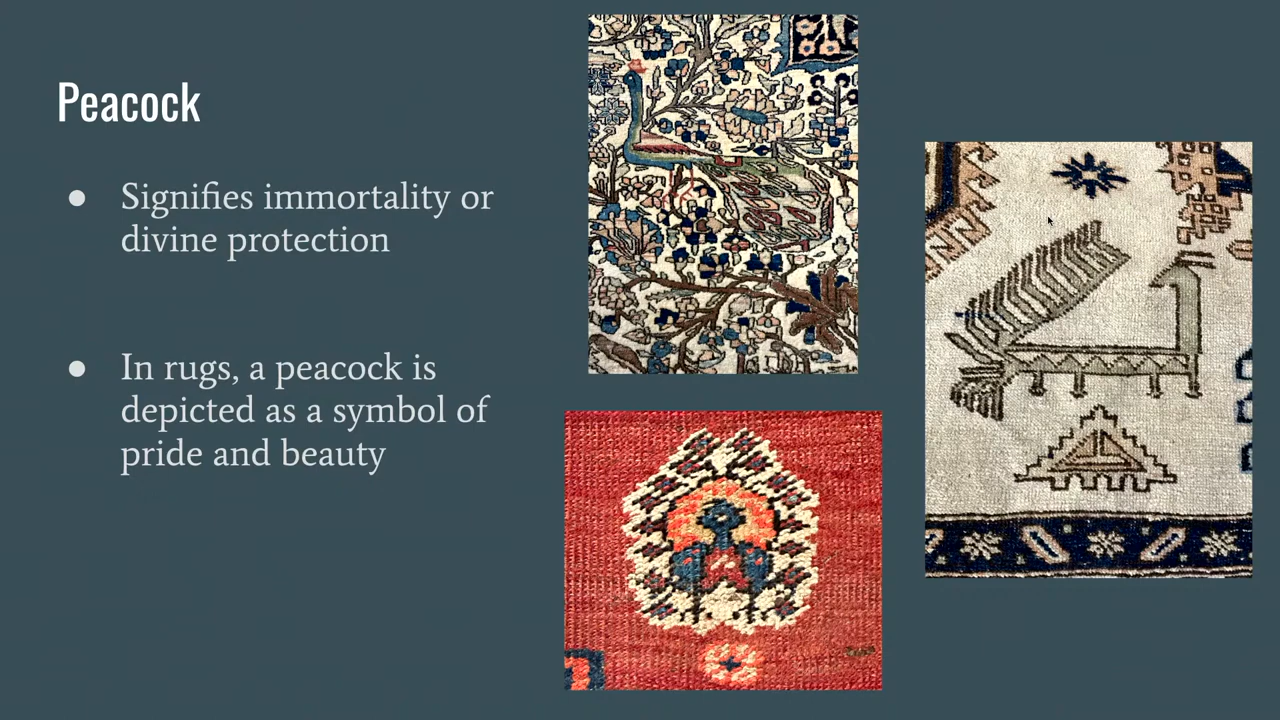 Peacock
● Signifies immortality or
divine protection
● In rugs, a peacock is
depicted as a symbol of
pride and beauty